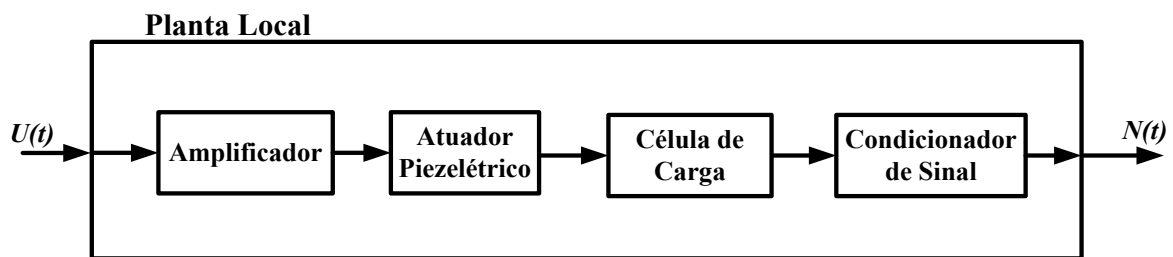 Planta Local
U(t)
Amplificador
Atuador
Piezelétrico
Célula de
Carga
Condicionador
de Sinal
N(t)